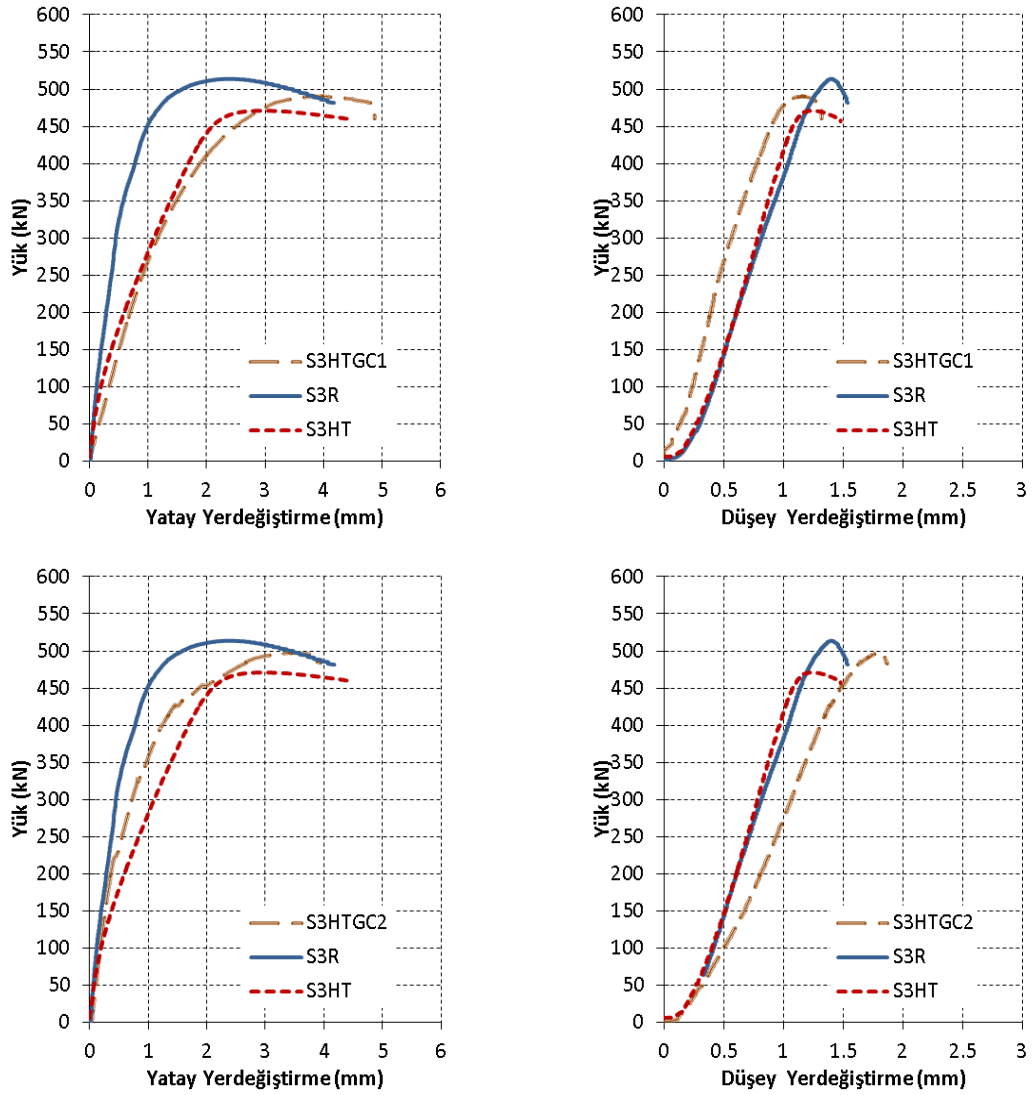 600
550
500
450
400
350
300
250
200
150
100
50
0
Yük (kN)
0 1 2 3 4 5 6
Yatay Yerdeğiştirme (mm)
S3HTGC1
S3R
S3HT
600
550
500
450
400
350
300
250
200
150
100
50
0
Yük (kN)
0 0.5 1 1.5 2 2.5 3
Düşey Yerdeğiştirme (mm)
S3HTGC1
S3R
S3HT
600
550
500
450
400
350
300
250
200
150
100
50
0
Yük (kN)
0 1 2 3 4 5 6
Yatay Yerdeğiştirme (mm)
S3HTGC2
S3R
S3HT
600
550
500
450
400
350
300
250
200
150
100
50
0
Yük (kN)
0 0.5 1 1.5 2 2.5 3
Düşey Yerdeğiştirme (mm)
S3HTGC2
S3R
S3HT